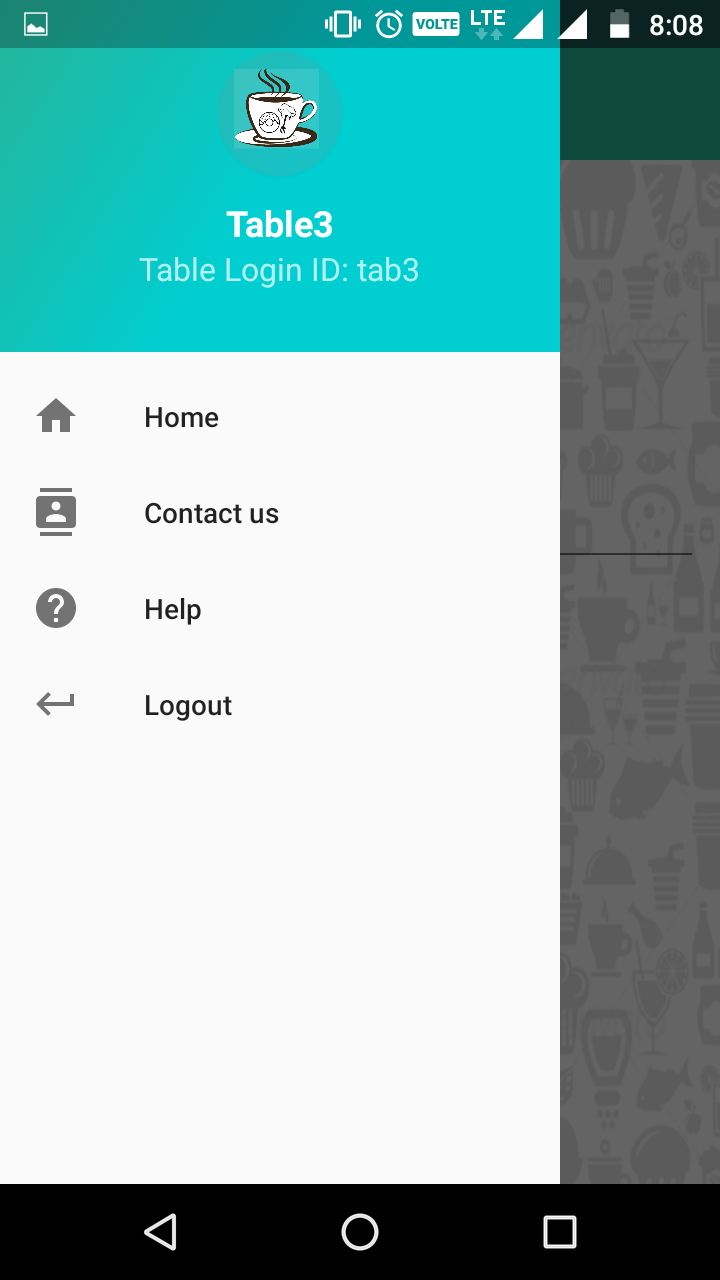 VOLTE LTE 8:08
Table3
Table Login ID: tab3
Home
Contact us
Help
Logout